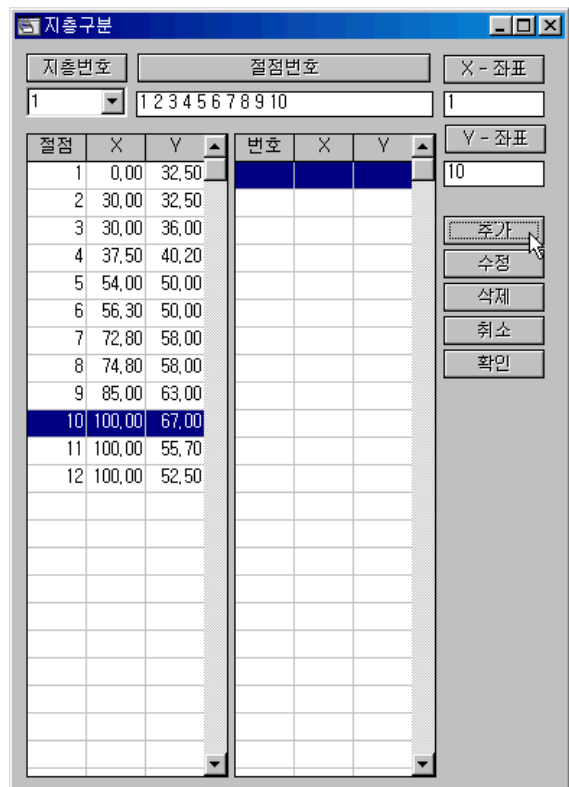 지층구분
지층번호 절점번호 X - 좌표
1 1 2 3 4 5 6 7 8 9 10 1
Y - 좌표
절점 X Y 번호 X Y
10
1 0,00 32,50
2 30,00 32,50
3 30,00 36,00
추가
4 37,50 40,20
수정
5 54,00 50,00
삭제
6 56,30 50,00
취소
7 72,80 58,00
확인
8 74,80 58,00
9 85,00 63,00
10 100,00 67,00
11 100,00 55,70
12 100,00 52,50